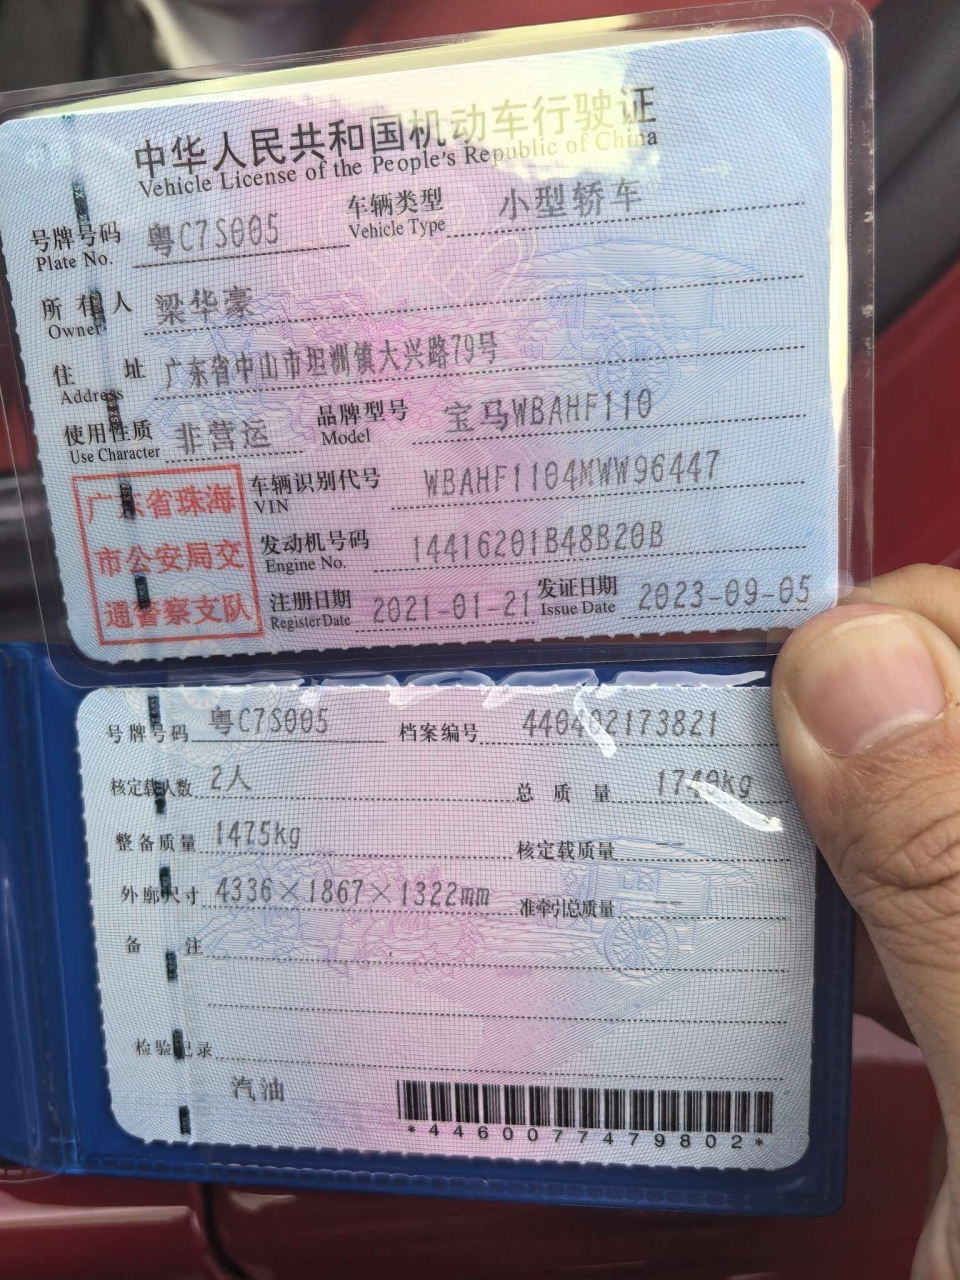 中华人民共和国机动车行驶证
Vehicle License of the People's Republic of China
号牌号码 粤C7S005 车辆类型 小型轿车
Plate No. Vehicle Type
所有人 梁华豪
Owner
住址 广东省中山市坦洲镇大兴路79号
Address
使用性质 非营运 品牌型号 宝马WBAHF110
Use Character Model
广东省珠海
市公安局交
通警察支队
车辆识别代号 WBAHF1104MWW96447
VIN
发动机号码 14416201B48B20B
Engine No.
注册日期 2021-01-21 发证日期 2023-09-05
Register Date Issue Date
号牌号码 粤C7S005 档案编号 440402173821
核定载人数 2人 总质量 1740kg
整备质量 1475kg 核定载质量 --
外廓尺寸 4336×1867×1322mm 准牵引总质量 --
备注
检验记录
汽油
*4460077479802*